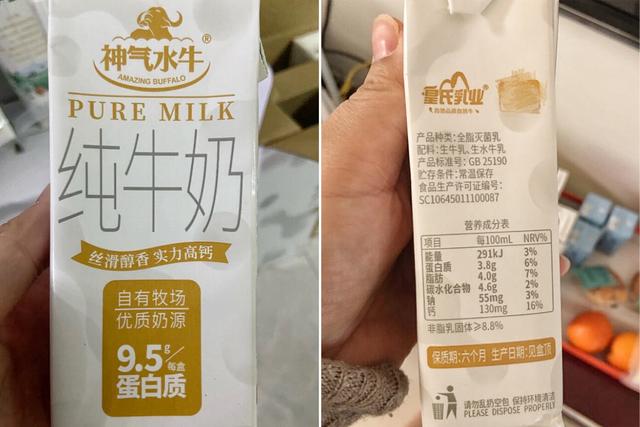 神气水牛®
AMAZING BUFFALO
PURE MILK
纯牛奶
丝滑醇香 实力高钙
自有牧场
优质奶源
9.5g/每盒
蛋白质
皇氏乳业
产品种类: 全脂灭菌乳
配料: 生牛乳、生水牛乳
产品标准号: GB 25190
贮存条件: 常温保存
食品生产许可证编号:
SC10645011100087
营养成分表
项目 每100mL NRV%
能量 291kJ 3%
蛋白质 3.8g 6%
脂肪 4.0g 7%
碳水化合物 4.6g 2%
钠 55mg 3%
钙 130mg 16%
非脂乳固体≥8.8%
保质期:六个月 生产日期:见盒顶
请勿乱扔空包 保持环境清洁
PLEASE DISPOSE PROPERLY